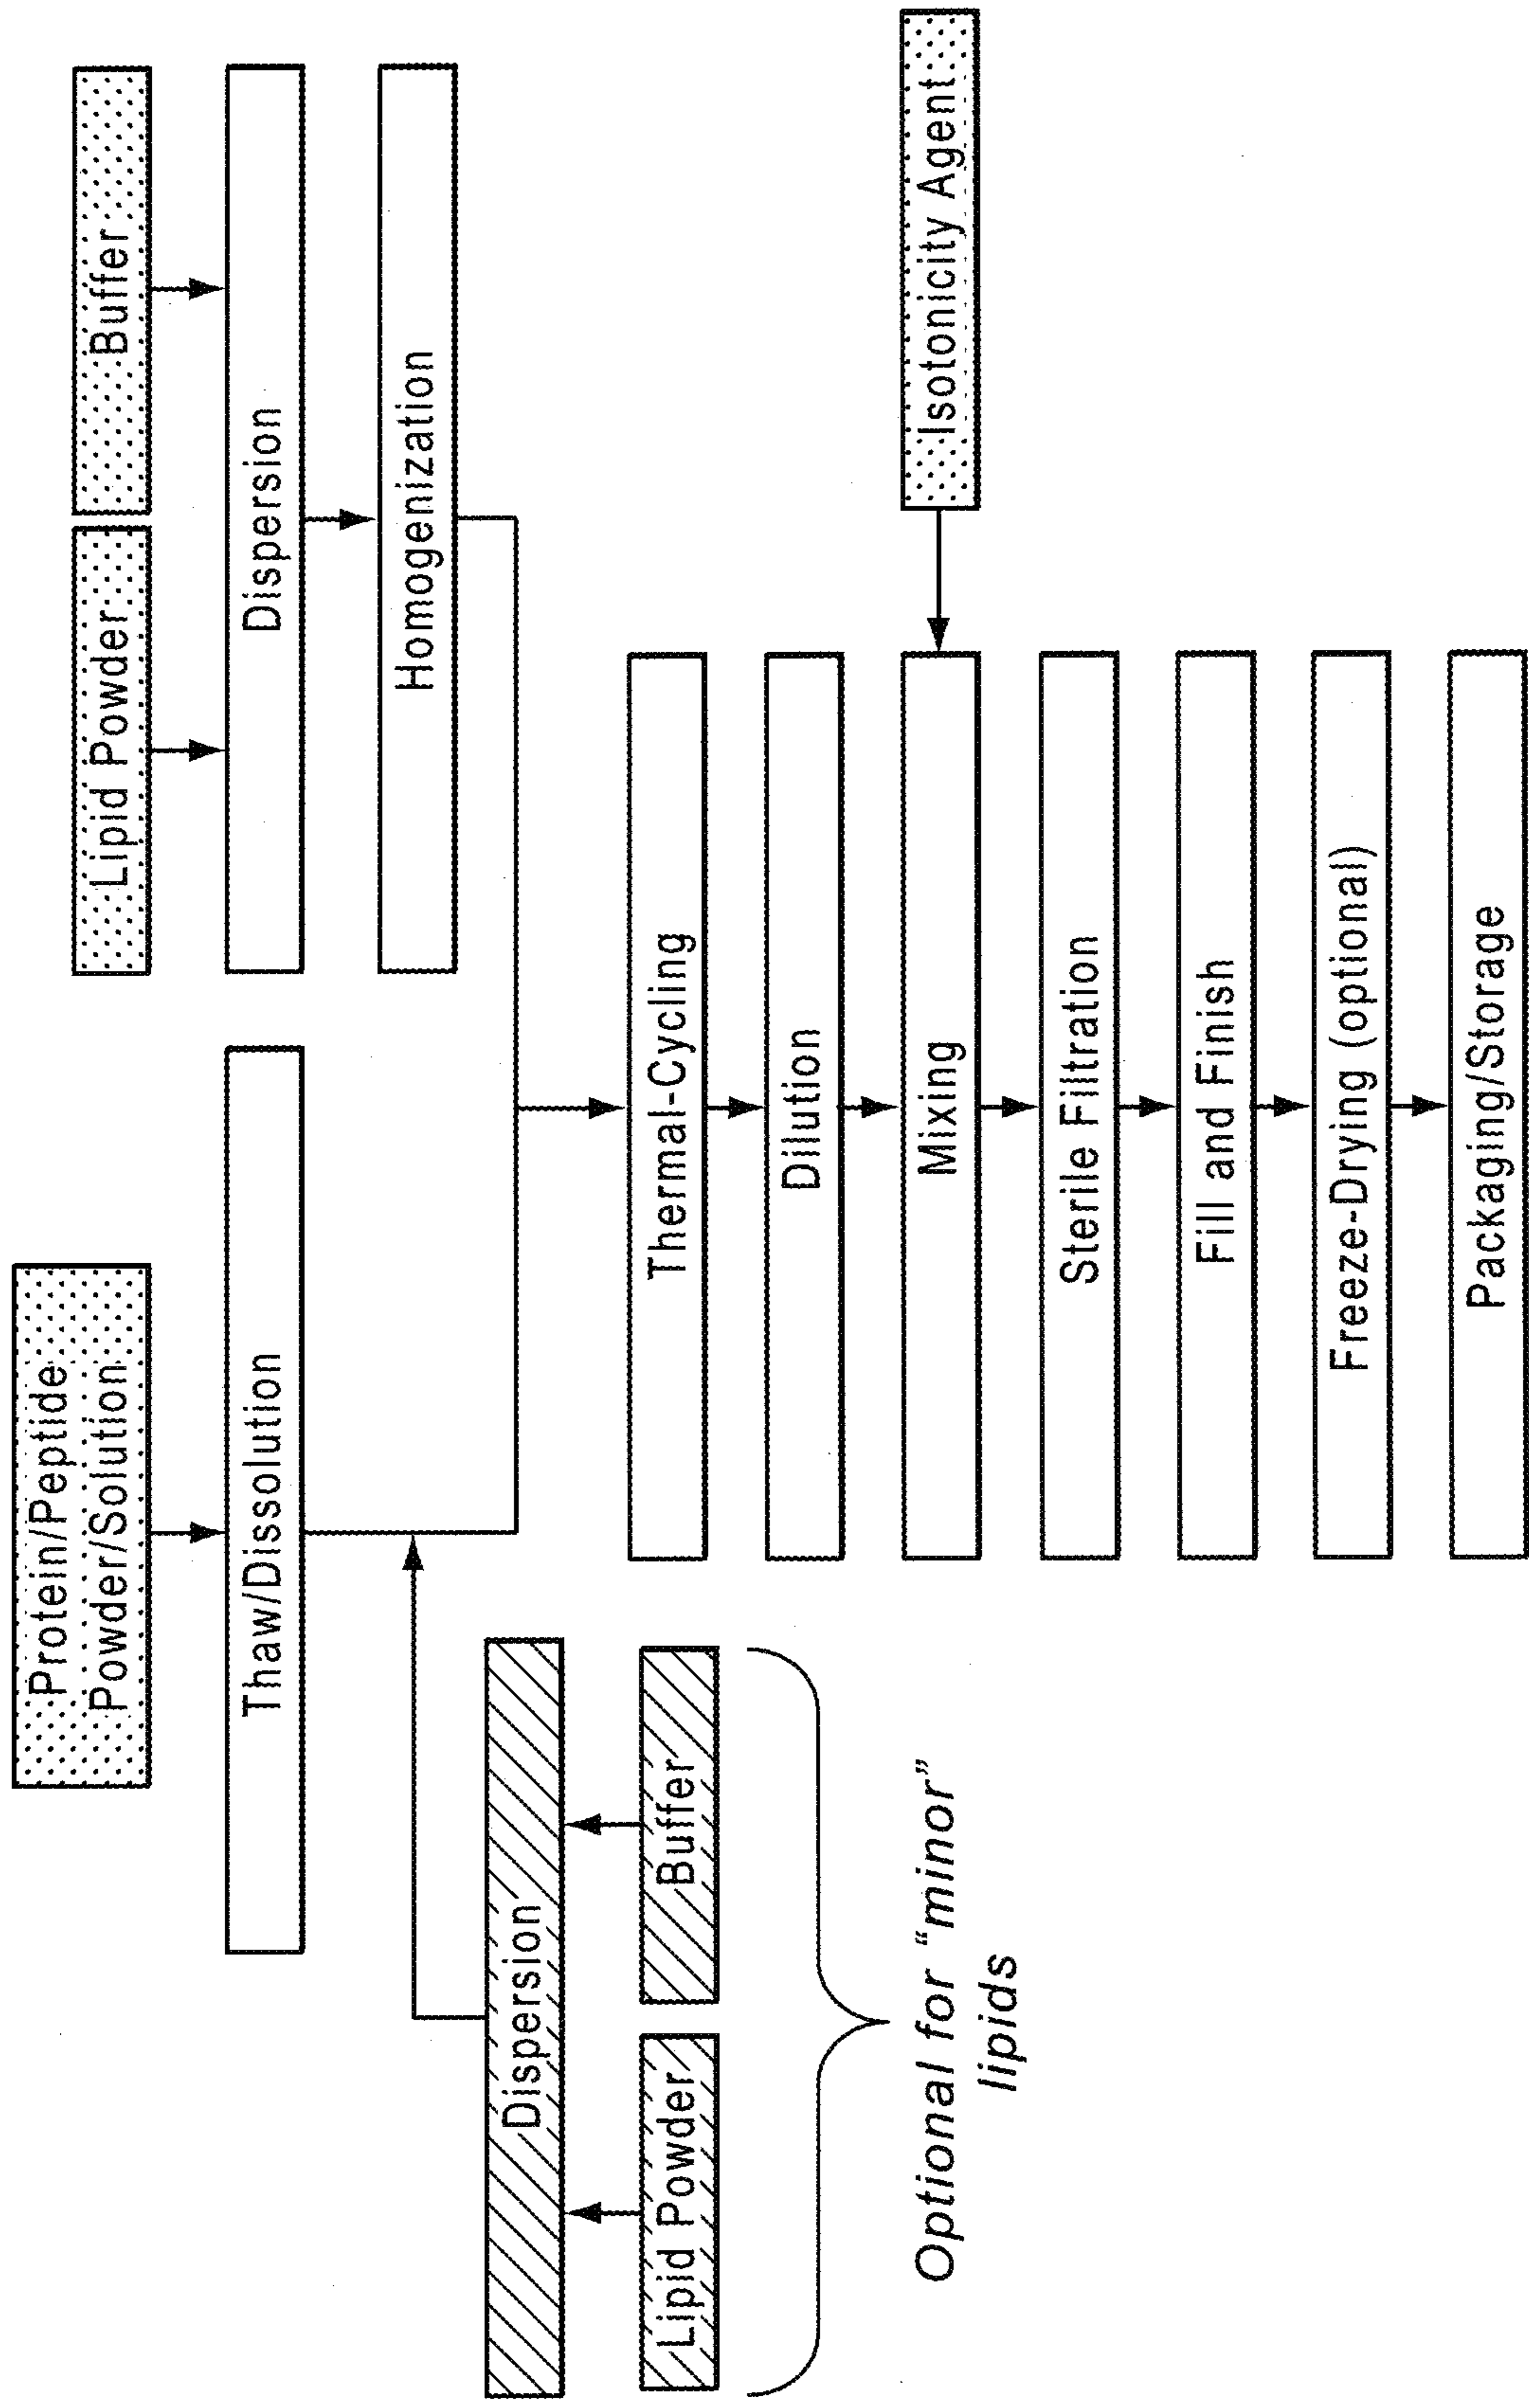 Protein/Peptide
Powder/Solution
Lipid Powder
Buffer
Thaw/Dissolution
Dispersion
Homogenization
Dispersion
Lipid Powder
Buffer
Optional for “minor”
lipids
Thermal-Cycling
Dilution
Mixing
Isotonicity Agent
Sterile Filtration
Fill and Finish
Freeze-Drying (optional)
Packaging/Storage